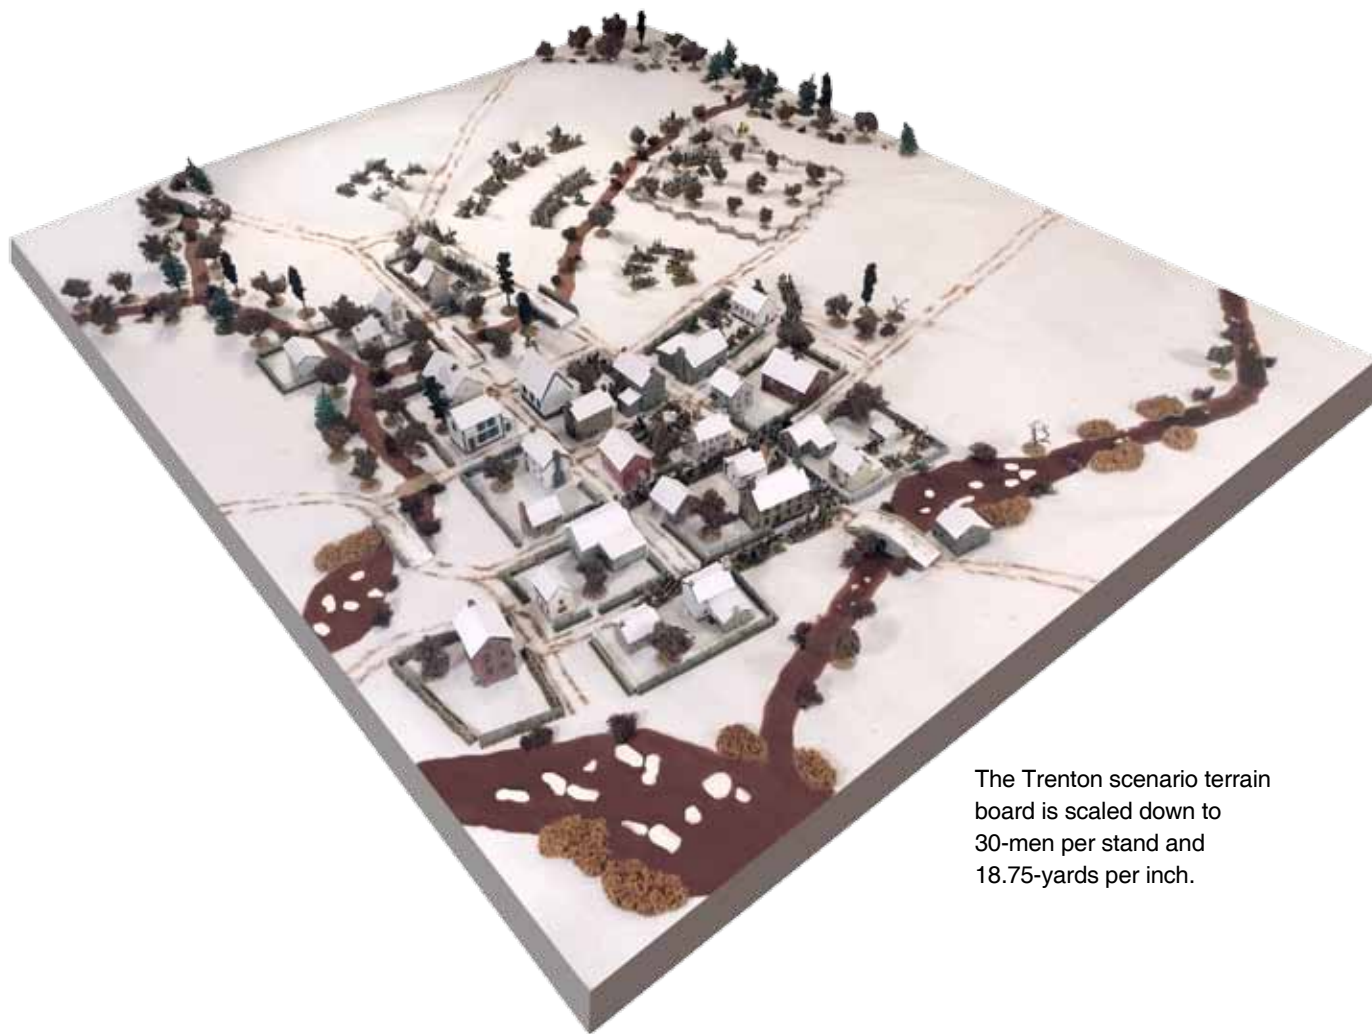 The Trenton scenario terrain
board is scaled down to
30-men per stand and
18.75-yards per inch.